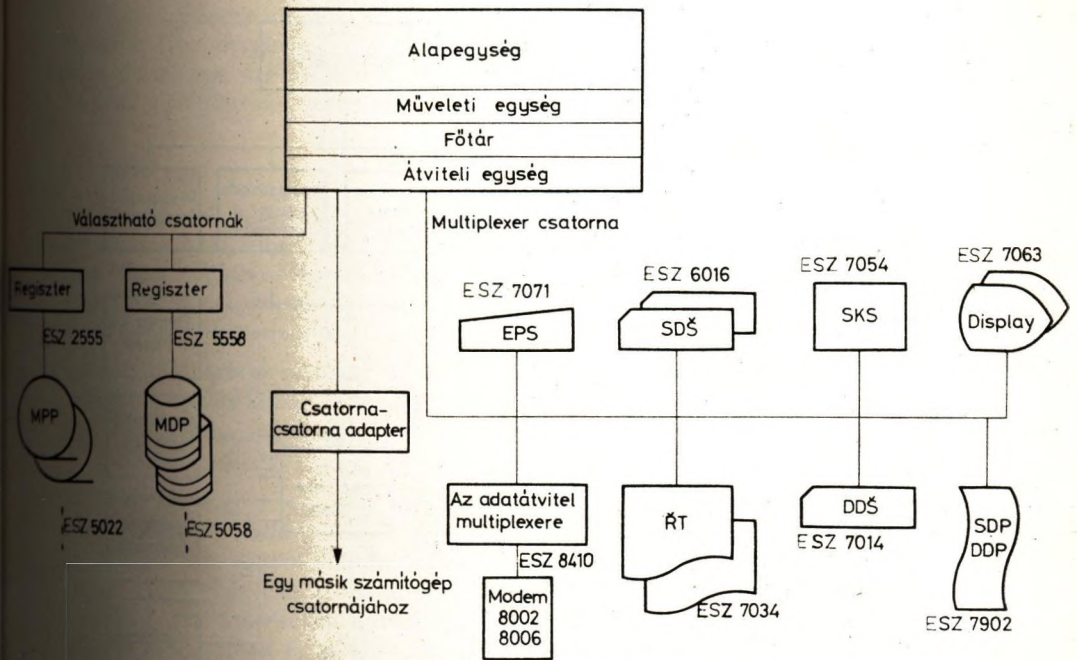 Alapegység
Műveleti egység
Főtár
Átviteli egység
Választható csatornák
Multiplexer csatorna
Regiszter
Regiszter
ESZ 2555
ESZ 5558
MPP
MDP
ESZ 5022
ESZ 5058
Csatorna-
csatorna adapter
Egy másik számítógép
csatornájához
ESZ 7071
EPS
ESZ 6016
SDŠ
ESZ 7054
SKS
ESZ 7063
Display
Az adatátvitel
multiplexere
ESZ 8410
Modem
8002
8006
ŘT
ESZ 7034
DDŠ
ESZ 7014
SDP
DDP
ESZ 7902